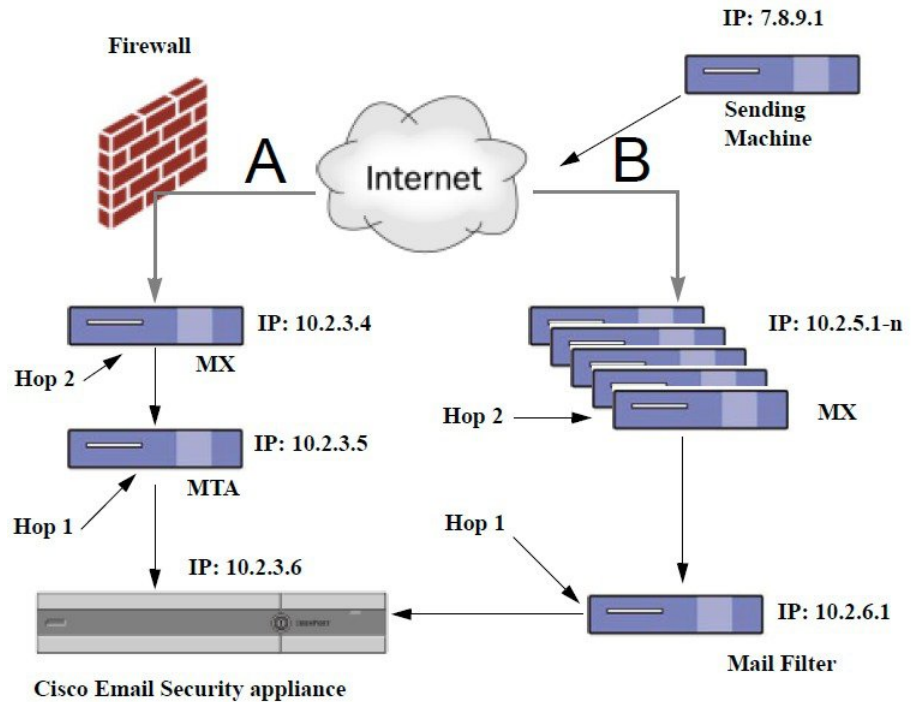 IP: 7.8.9.1
Firewall
Sending
Machine
A
Internet
B
IP: 10.2.3.4
IP: 10.2.5.1-n
MX
Hop 2
MX
Hop 2
IP: 10.2.3.5
MTA
Hop 1
Hop 1
IP: 10.2.3.6
IP: 10.2.6.1
Mail Filter
Cisco Email Security appliance